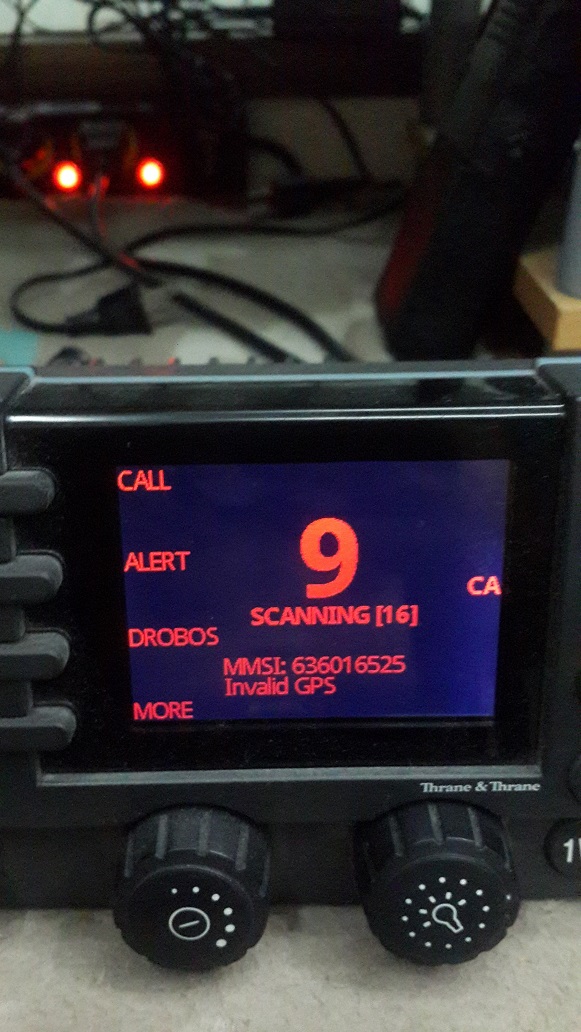 CALL
9
ALERT
CA
SCANNING [16]
DROBOS
MMSI: 636016525
Invalid GPS
MORE
Thrane & Thrane